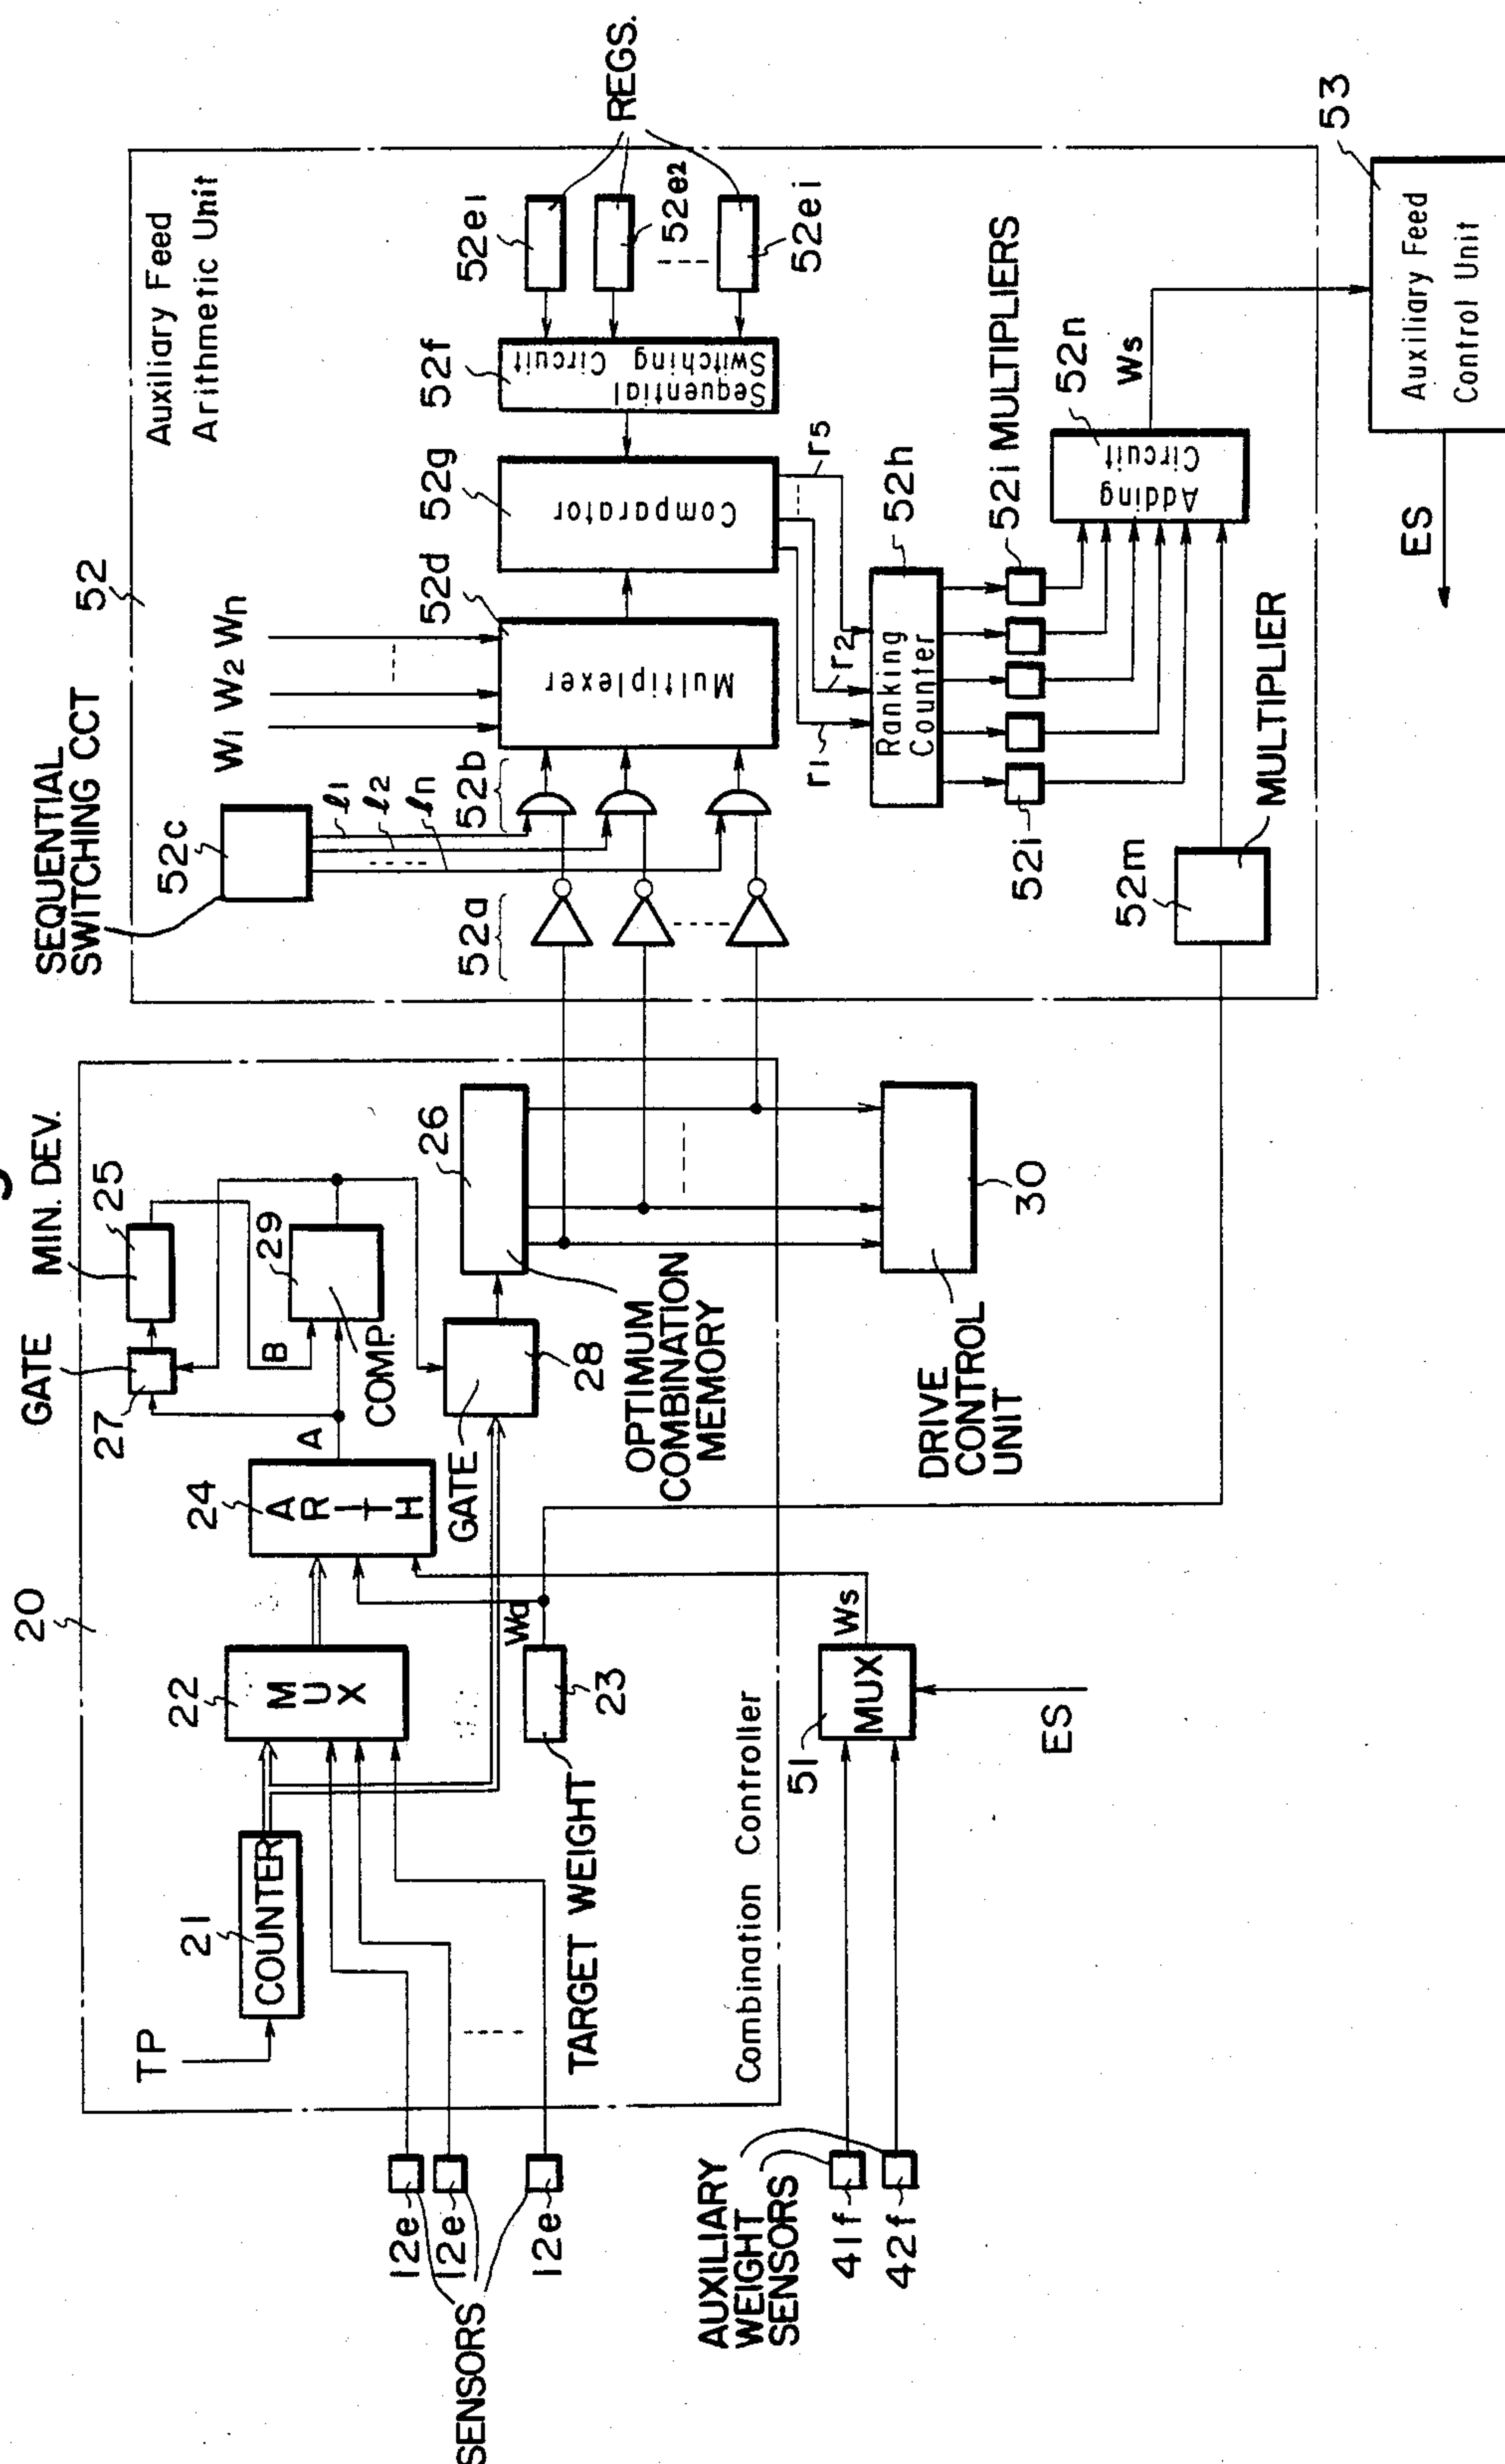 SENSORS
12e
12e
12e
AUXILIARY
WEIGHT
SENSORS
41f
42f
TP
21
COUNTER
22
MUX
20
24
ARITH
A
B
GATE
27
MIN. DEV.
25
29
COMP.
GATE
28
26
OPTIMUM
COMBINATION
MEMORY
Wa
23
TARGET WEIGHT
Combination Controller
51
MUX
Ws
ES
DRIVE
CONTROL
UNIT
30
SEQUENTIAL
SWITCHING CCT
52c
52
W1 W2 Wn
ℓ1
ℓ2
ℓn
52a
52b
52d
Multiplexer
52g
Comparator
52f
Sequential
Switching Circuit
52e1
52e2
52ei
REGS.
Auxiliary Feed
Arithmetic Unit
r1
r2
r5
52h
Ranking
Counter
52i
52i MULTIPLIERS
52m
MULTIPLIER
52n
Adding
Circuit
Ws
53
Auxiliary Feed
Control Unit
ES